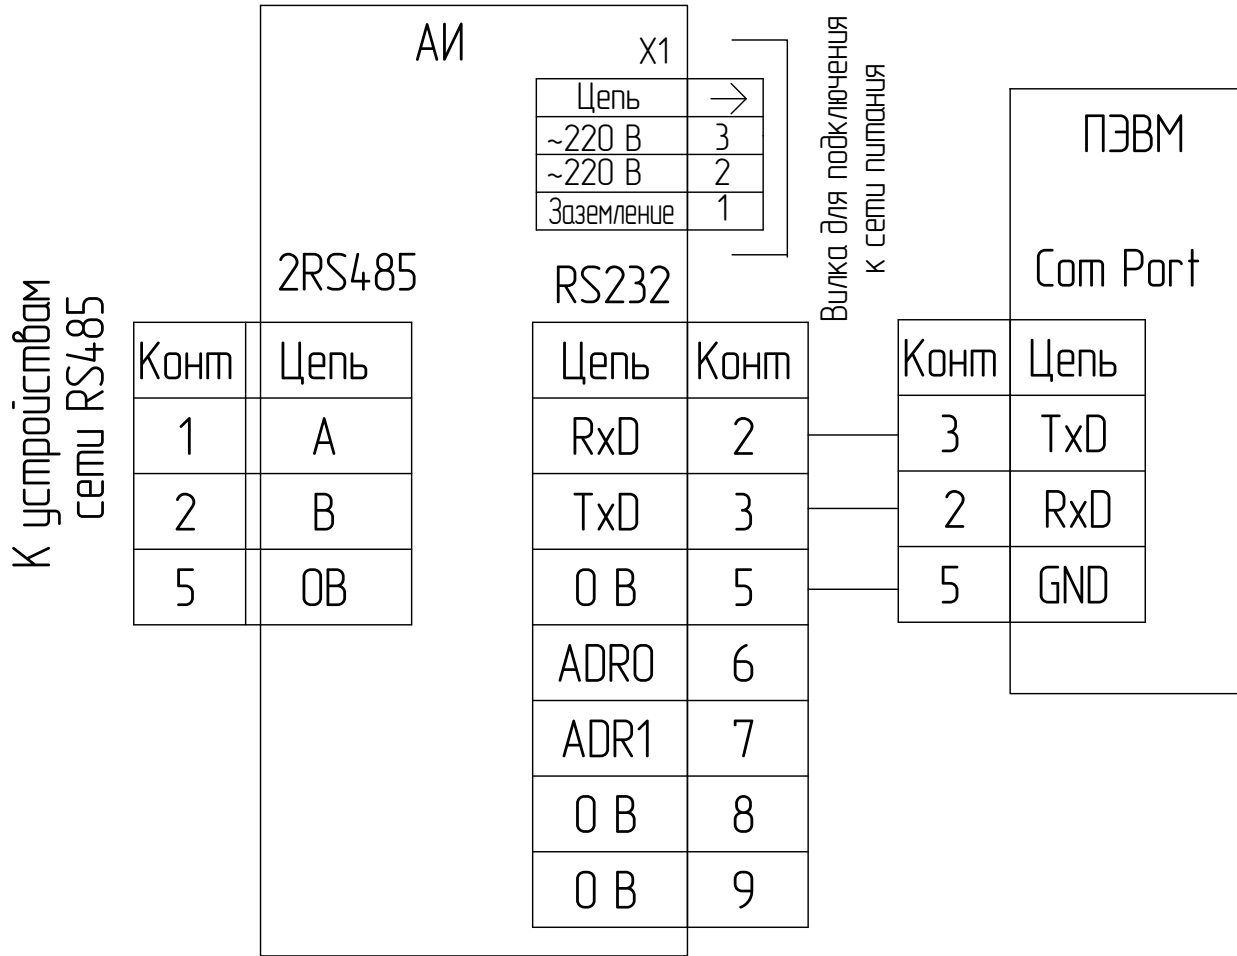 АИ
X1
Цепь →
~220 В 3
~220 В 2
Заземление 1
Вилка для подключения
к сети питания
ПЭВМ
2RS485
RS232
Com Port
К устройствам
сети RS485
Конт Цепь
1 A
2 B
5 0В
Цепь Конт
RxD 2
TxD 3
0 В 5
ADR0 6
ADR1 7
0 В 8
0 В 9
Конт Цепь
3 TxD
2 RxD
5 GND